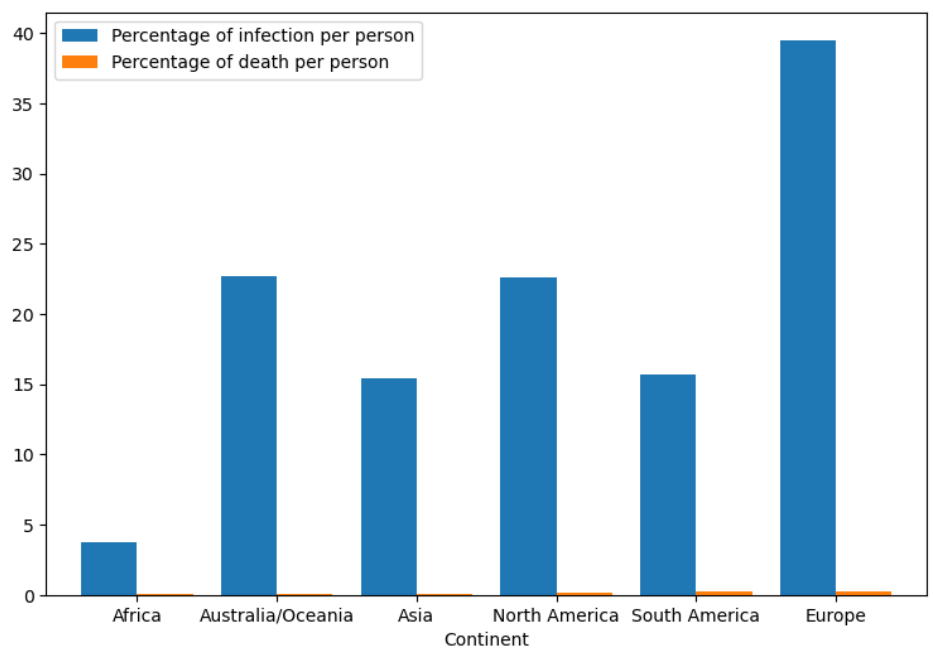 Percentage of infection per person
Percentage of death per person
40
35
30
25
20
15
10
5
0
Africa Australia/Oceania Asia North America South America Europe
Continent